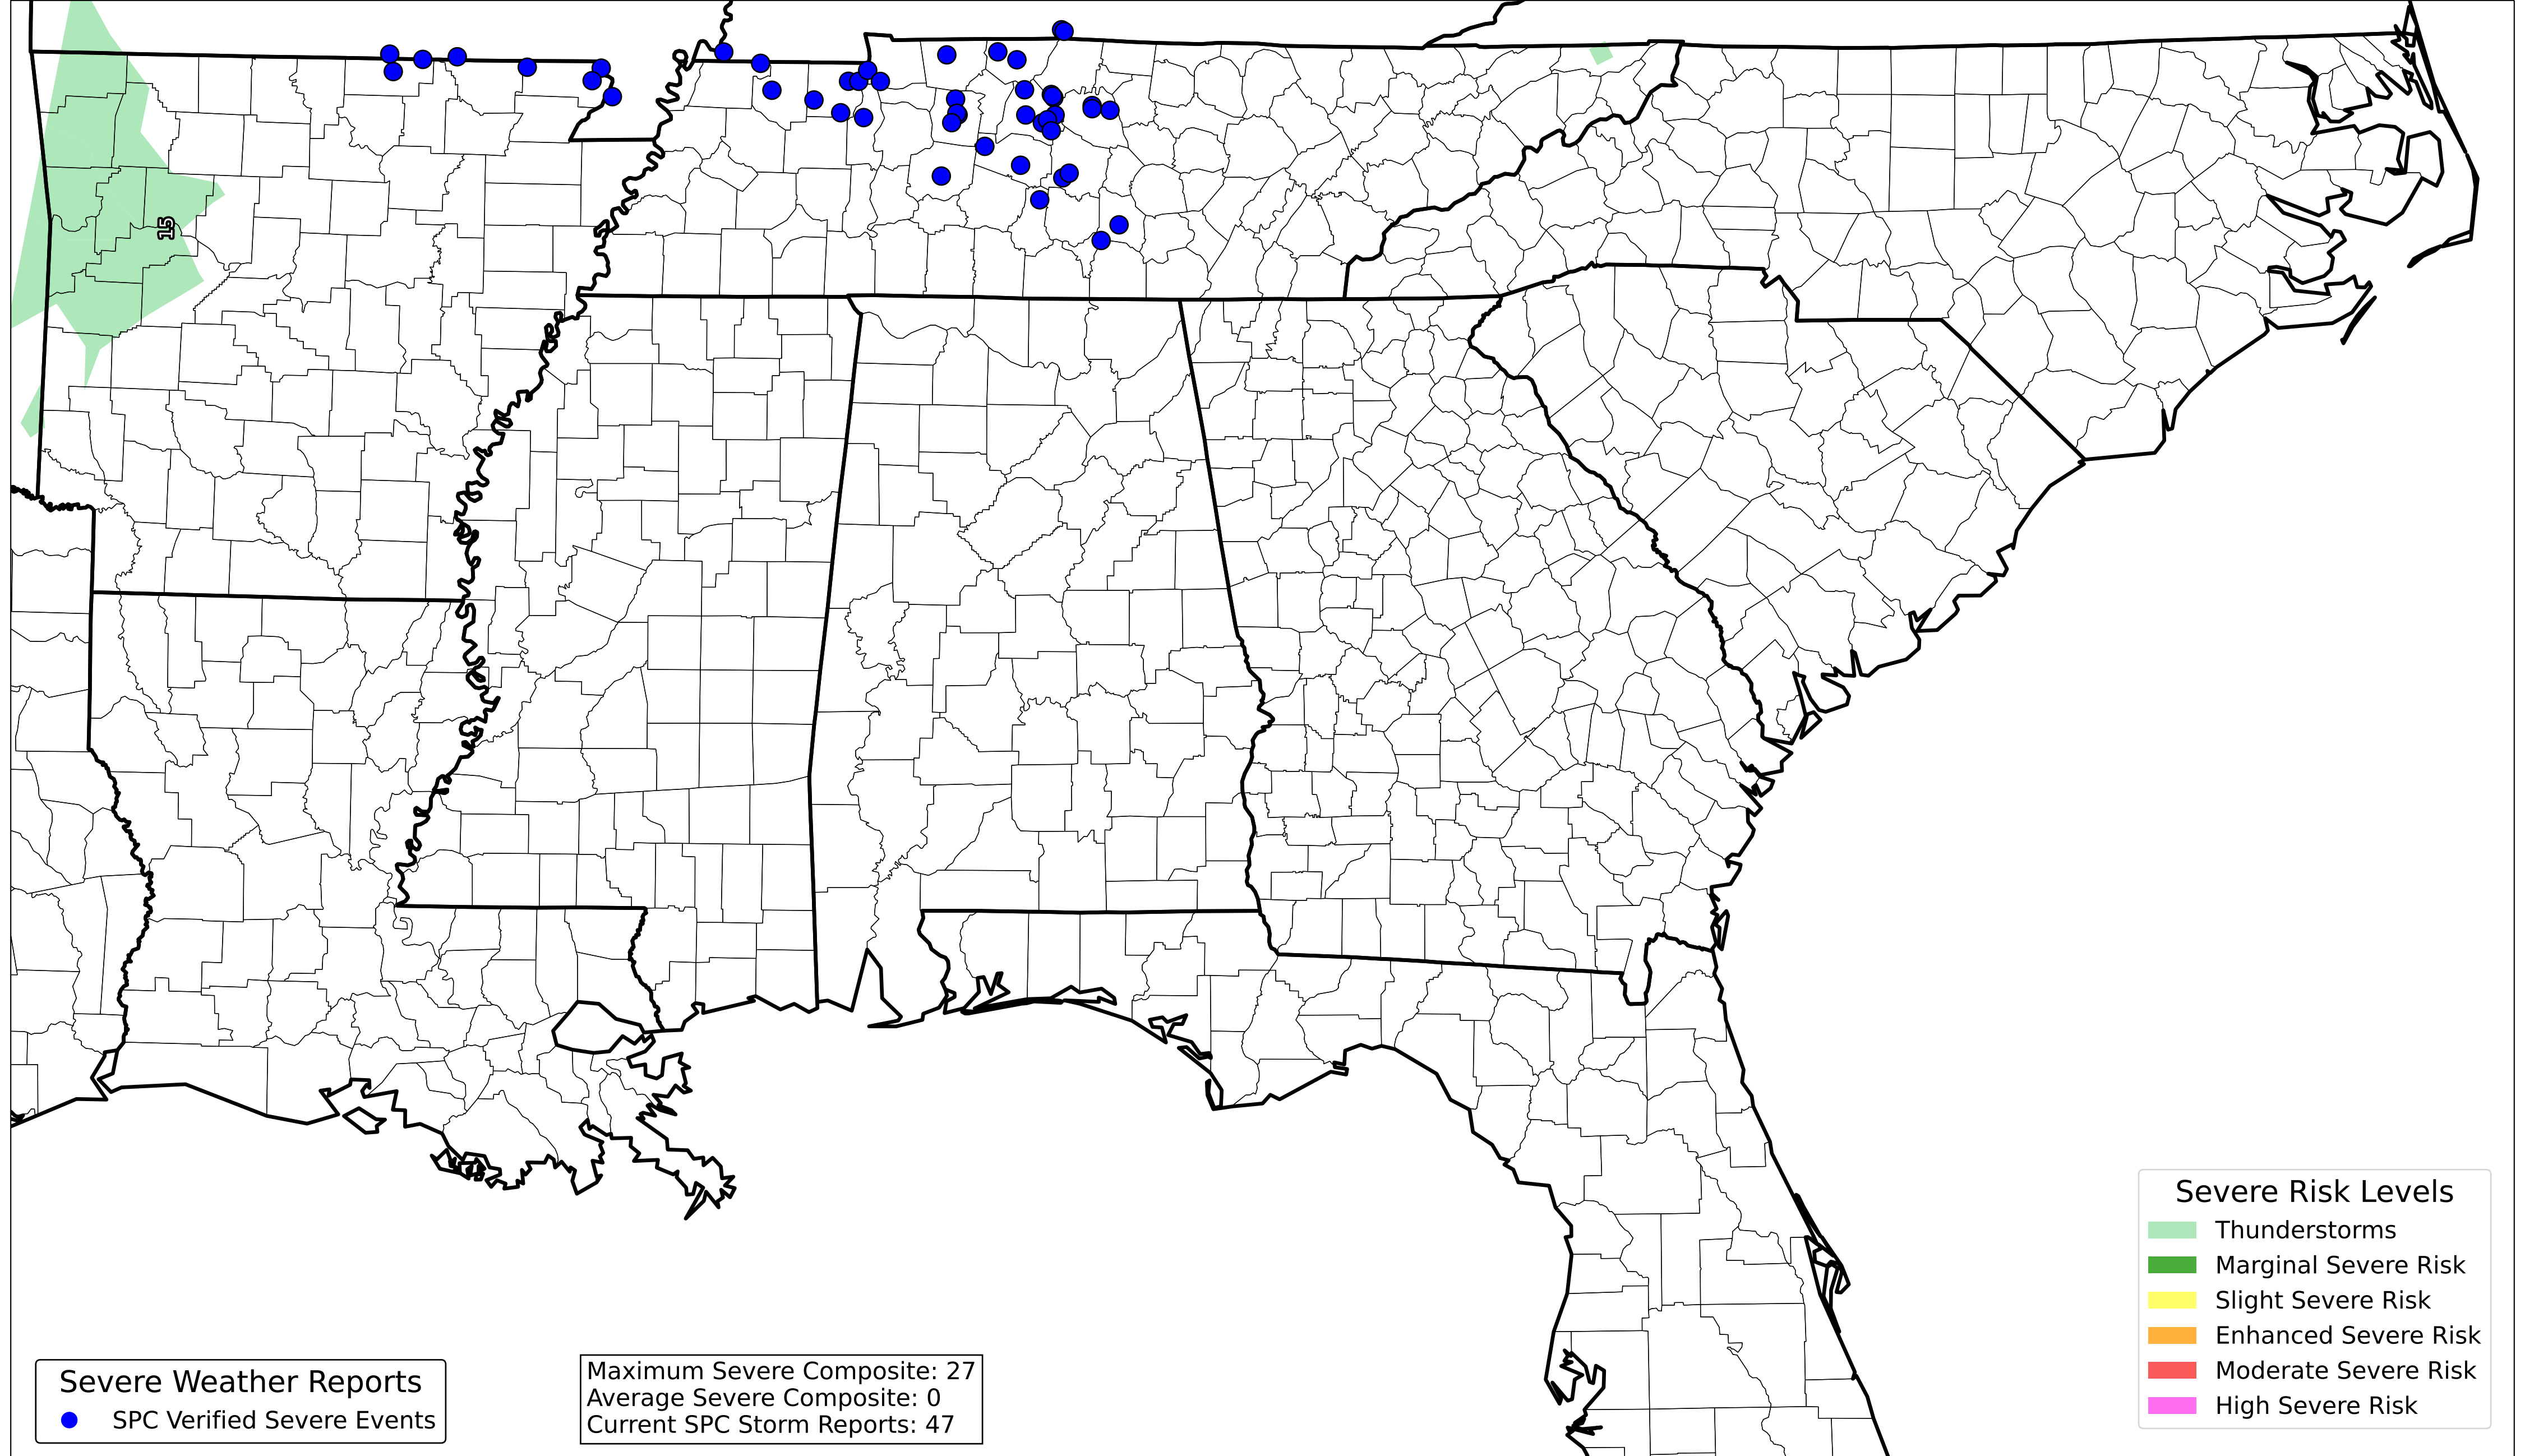 15
Severe Weather Reports
SPC Verified Severe Events
Maximum Severe Composite: 27
Average Severe Composite: 0
Current SPC Storm Reports: 47
Severe Risk Levels
Thunderstorms
Marginal Severe Risk
Slight Severe Risk
Enhanced Severe Risk
Moderate Severe Risk
High Severe Risk